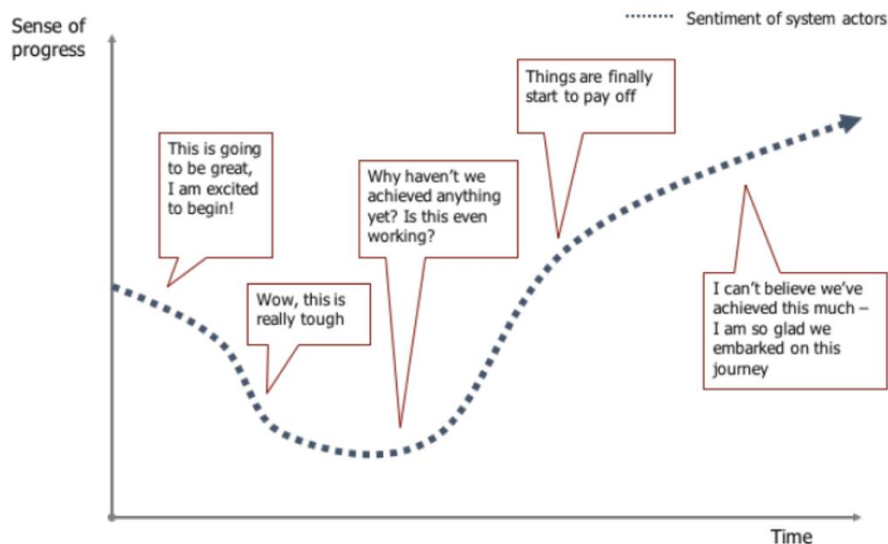 Sense of
progress
Sentiment of system actors
Things are finally
start to pay off
This is going
to be great,
I am excited
to begin!
Why haven't we
achieved anything
yet? Is this even
working?
Wow, this is
really tough
I can't believe we've
achieved this much –
I am so glad we
embarked on this
journey
Time